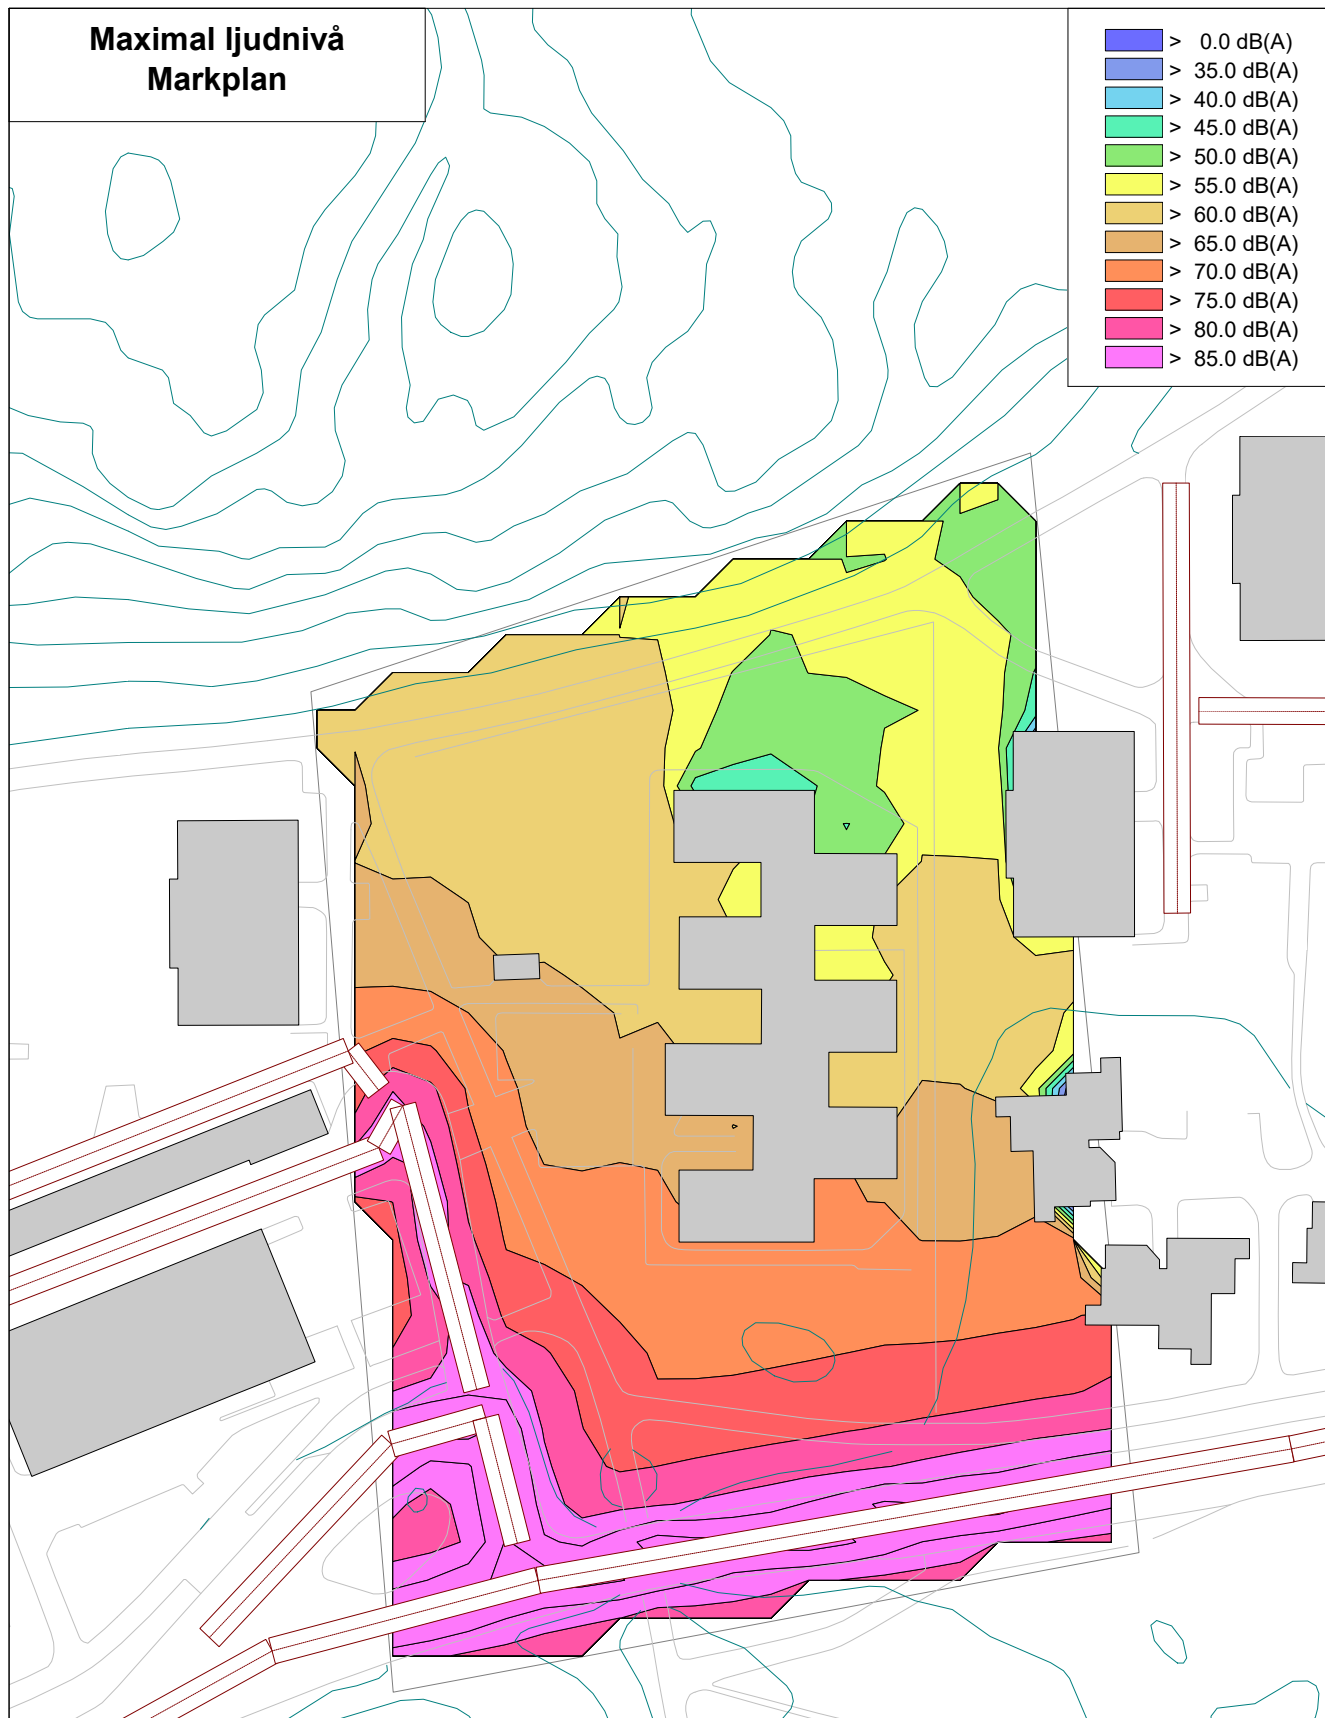 Maximal ljudnivå
Markplan
> 0.0 dB(A)
> 35.0 dB(A)
> 40.0 dB(A)
> 45.0 dB(A)
> 50.0 dB(A)
> 55.0 dB(A)
> 60.0 dB(A)
> 65.0 dB(A)
> 70.0 dB(A)
> 75.0 dB(A)
> 80.0 dB(A)
> 85.0 dB(A)